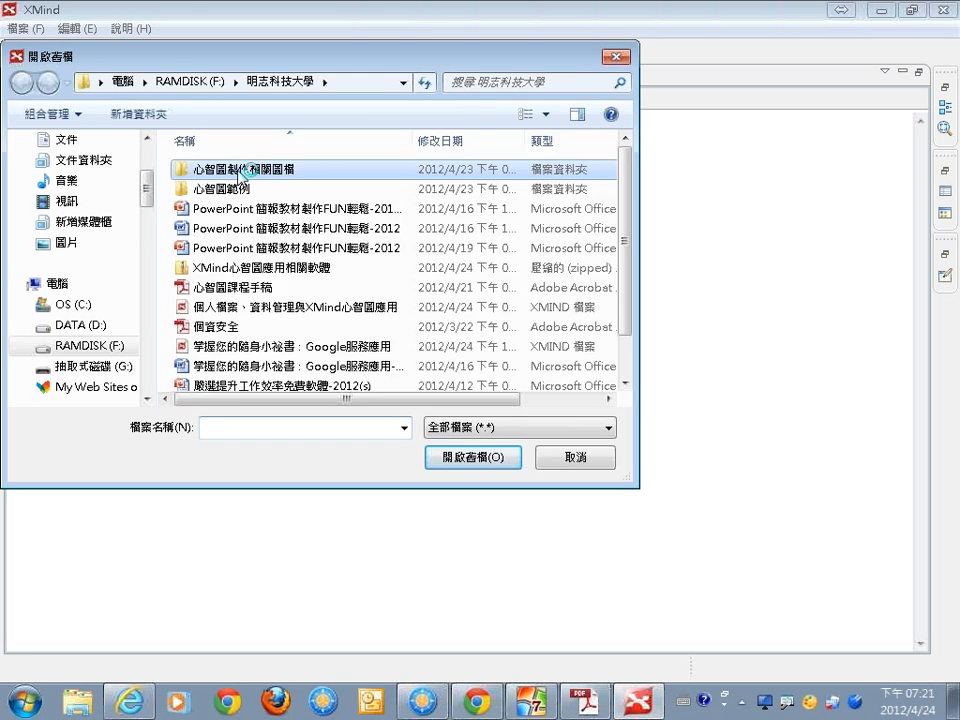 XMind
檔案 (F) 編輯 (E) 說明 (H)
開啟舊檔
電腦 RAMDISK (F:) 明志科技大學
搜尋 明志科技大學
組合管理 新增資料夾
名稱 修改日期 類型
文件
文件資料夾
音樂
視訊
新增媒體櫃
圖片
電腦
OS (C:)
DATA (D:)
RAMDISK (F:)
抽取式磁碟 (G:)
My Web Sites o
心智圖製作相關圖檔 2012/4/23 下午 0... 檔案資料夾
心智圖範例 2012/4/23 下午 0... 檔案資料夾
PowerPoint 簡報教材製作FUN輕鬆-201... 2012/4/16 下午 1... Microsoft Office
PowerPoint 簡報教材製作FUN輕鬆-2012 2012/4/16 下午 1... Microsoft Office
PowerPoint 簡報教材製作FUN輕鬆-2012 2012/4/19 下午 0... Microsoft Office
XMind心智圖應用相關軟體 2012/4/24 下午 0... 壓縮的 (zipped) .
心智圖課程手稿 2012/4/21 下午 0... Adobe Acrobat .
個人檔案、資料管理與XMind心智圖應用 2012/4/24 下午 0... XMIND 檔案
個資安全 2012/3/22 下午 0... Adobe Acrobat .
掌握您的隨身小祕書：Google服務應用 2012/4/24 下午 1... XMIND 檔案
掌握您的隨身小祕書：Google服務應用-... 2012/4/16 下午 0... Microsoft Office
嚴選提升工作效率免費軟體-2012(s) 2012/4/12 下午 0... Microsoft Office
檔案名稱(N): 全部檔案 (*.*)
開啟舊檔(O) 取消
下午 07:21
2012/4/24